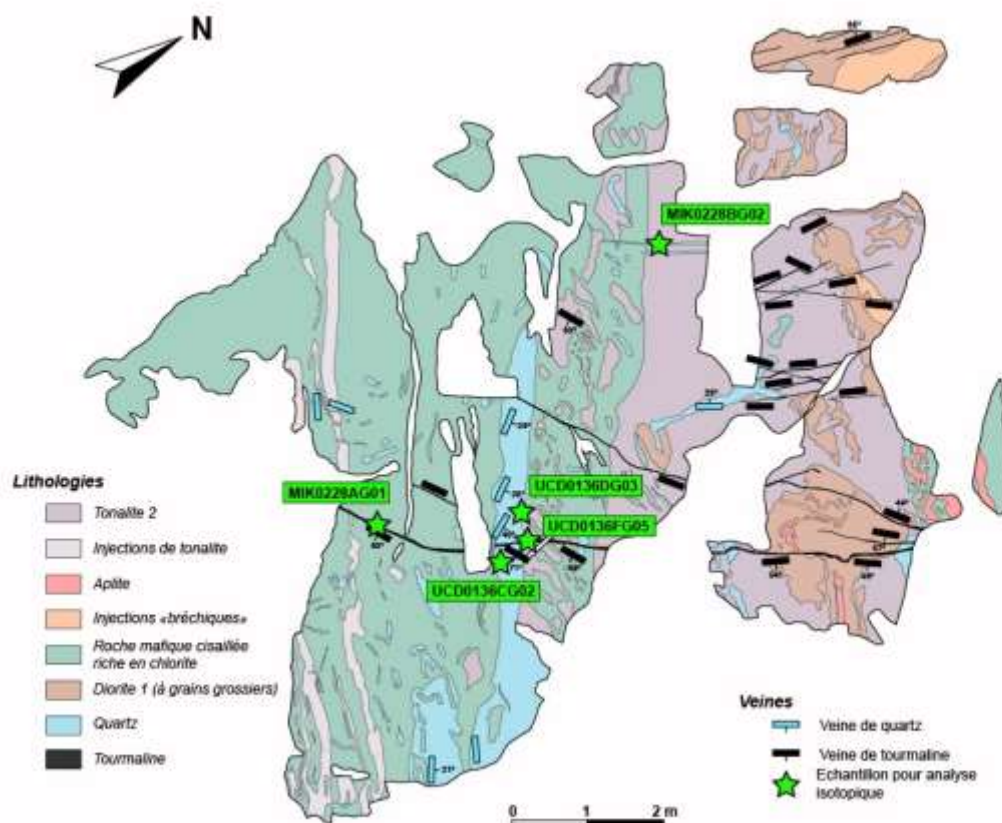 N
MIK0228BG02
UCD0136DG03
MIK0228AG01
UCD0136FG05
UCD0136CG02
Lithologies
Tonalite 2
Injections de tonalite
Aplite
Injections «bréchiques»
Roche mafique cisaillée
riche en chlorite
Diorite 1 (à grains grossiers)
Quartz
Tourmaline
Veines
Veine de quartz
Veine de tourmaline
Echantillon pour analyse
isotopique
0 1 2 m